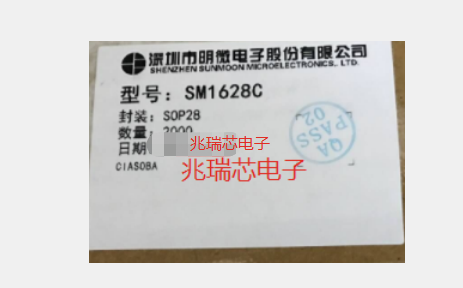 深圳市明微电子股份有限公司
SHENZHEN SUNMOON MICROELECTRONICS., LTD.
型号: SM1628C
封装: SOP28
数量: 2000
日期
兆瑞芯电子
C1AS0BA
兆瑞芯电子
QA
PASS
02